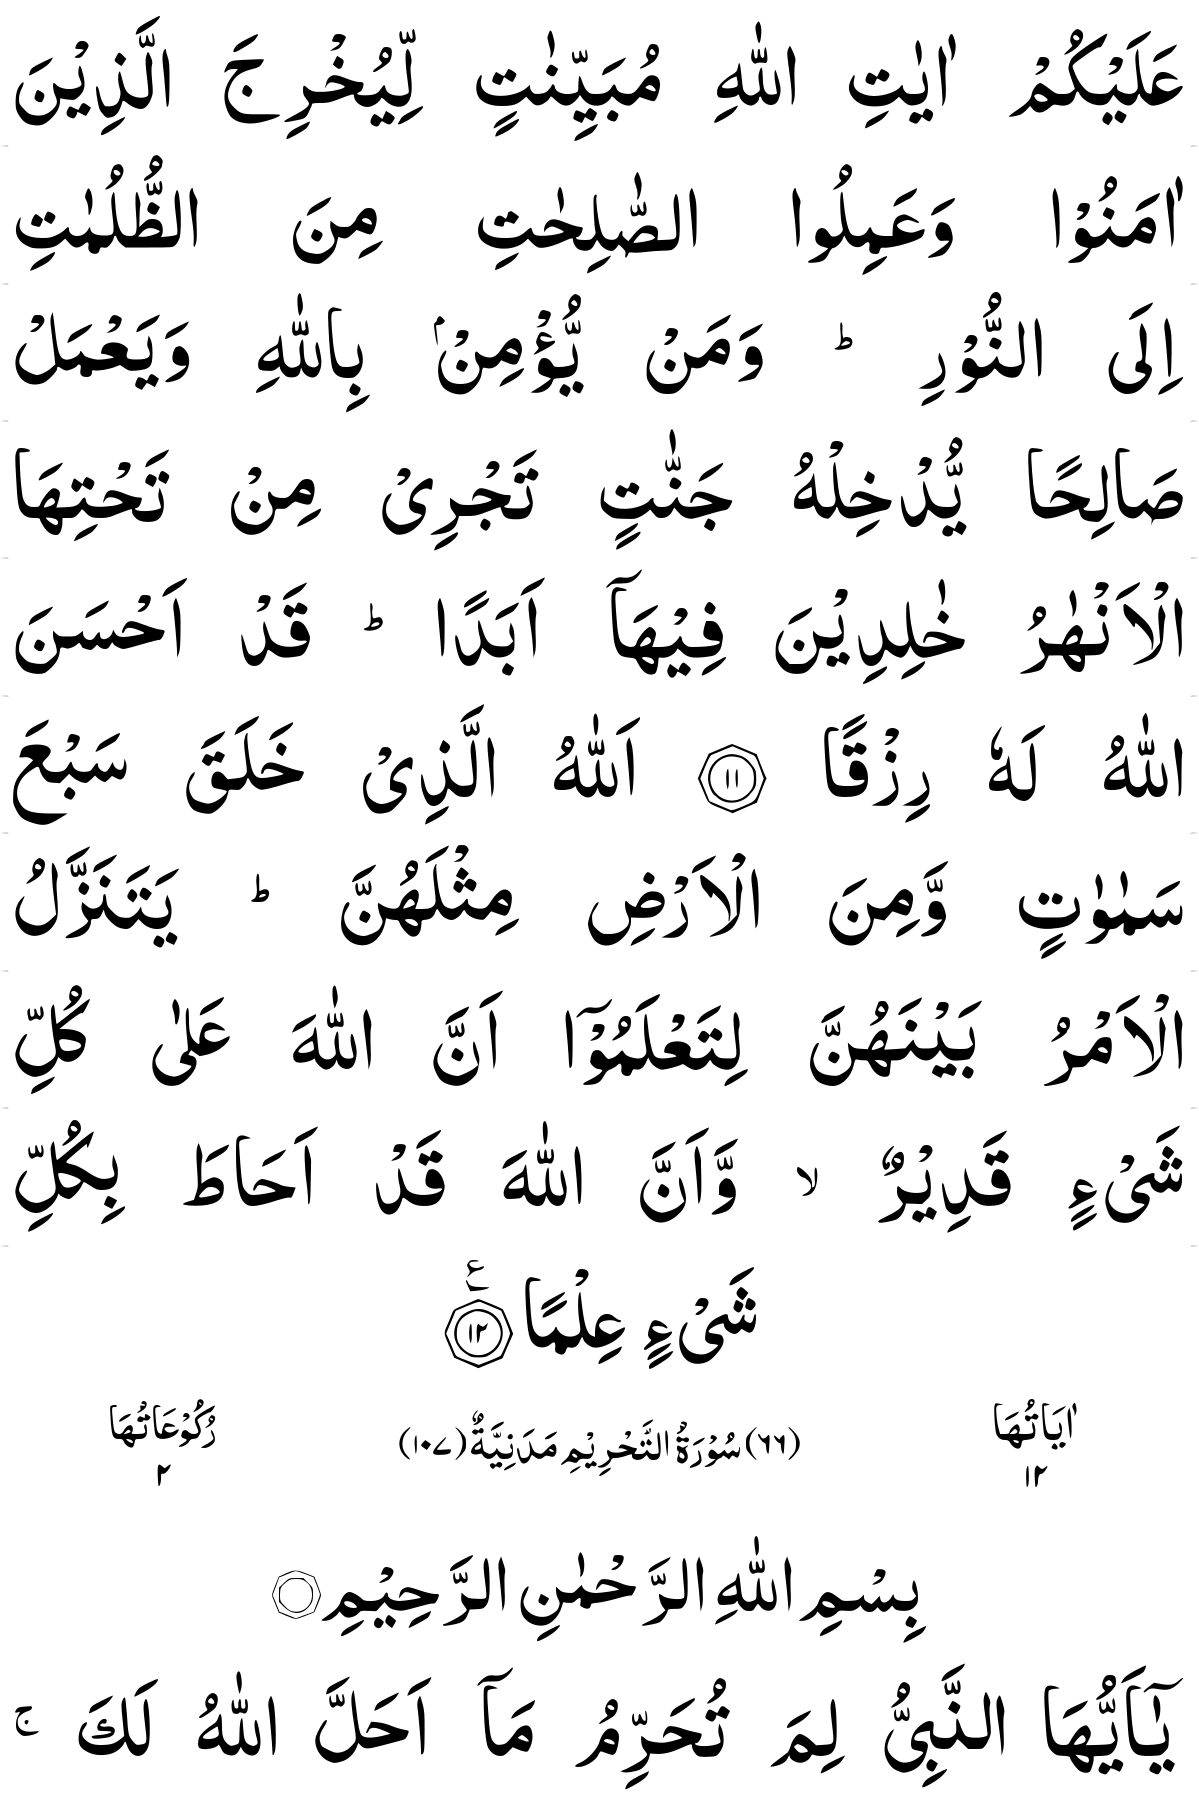 عَلَيۡكُمۡ اٰيٰتِ اللّٰهِ مُبَيِّنٰتٍ لِّيُخۡرِجَ الَّذِيۡنَ
اٰمَنُوۡا وَعَمِلُوا الصّٰلِحٰتِ مِنَ الظُّلُمٰتِ
اِلَى النُّوۡرِ ؕ وَمَنۡ يُّؤۡمِنۡۢ بِاللّٰهِ وَيَعۡمَلۡ
صَالِحًا يُّدۡخِلۡهُ جَنّٰتٍ تَجۡرِىۡ مِنۡ تَحۡتِهَا
الۡاَنۡهٰرُ خٰلِدِيۡنَ فِيۡهَاۤ اَبَدًا ؕ قَدۡ اَحۡسَنَ
اللّٰهُ لَهٗ رِزۡقًا ﴿۱۱﴾ اَللّٰهُ الَّذِىۡ خَلَقَ سَبۡعَ
سَمٰوٰتٍ وَّمِنَ الۡاَرۡضِ مِثۡلَهُنَّ ؕ يَتَنَزَّلُ
الۡاَمۡرُ بَيۡنَهُنَّ لِتَعۡلَمُوۡۤا اَنَّ اللّٰهَ عَلٰى كُلِّ
شَىۡءٍ قَدِيۡرٌ ۙ وَّاَنَّ اللّٰهَ قَدۡ اَحَاطَ بِكُلِّ
شَىۡءٍ عِلۡمًا ﴿۱۲﴾ ع
اٰيَاتُهَا ۱۲ (۶۶) سُوۡرَةُ التَّحۡرِيۡمِ مَدَنِيَّةٌ (۱۰۷) رُكُوۡعَاتُهَا ۲
بِسۡمِ اللّٰهِ الرَّحۡمٰنِ الرَّحِيۡمِ
يٰۤاَيُّهَا النَّبِىُّ لِمَ تُحَرِّمُ مَاۤ اَحَلَّ اللّٰهُ لَكَ ۚ